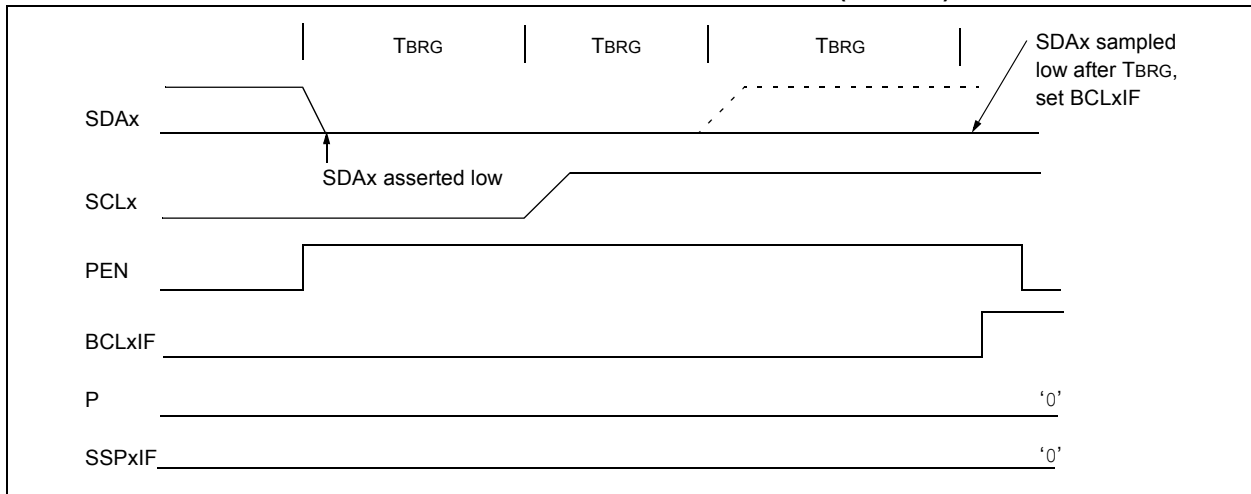 TBRG TBRG TBRG
SDAx sampled
low after TBRG,
set BCLxIF
SDAx
SDAx asserted low
SCLx
PEN
BCLxIF
P '0'
SSPxIF '0'